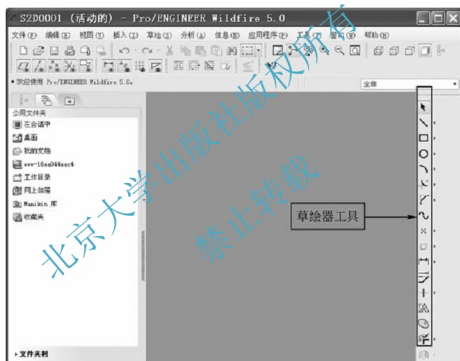 S2D0001 (活动的) - Pro/ENGINEER Wildfire 5.0
文件(F) 编辑(E) 视图(V) 插入(I) 草绘(S) 分析(A) 信息(N) 应用程序(P) 工具(T) 窗口(W) 帮助(H)
• 欢迎使用 Pro/ENGINEER Wildfire 5.0。
全部
公用文件夹
在会话中
桌面
我的文档
工作目录
网上邻居
Manikin 库
收藏夹
草绘器工具
▸ 文件夹树
北京大学出版社版权所有
禁止转载